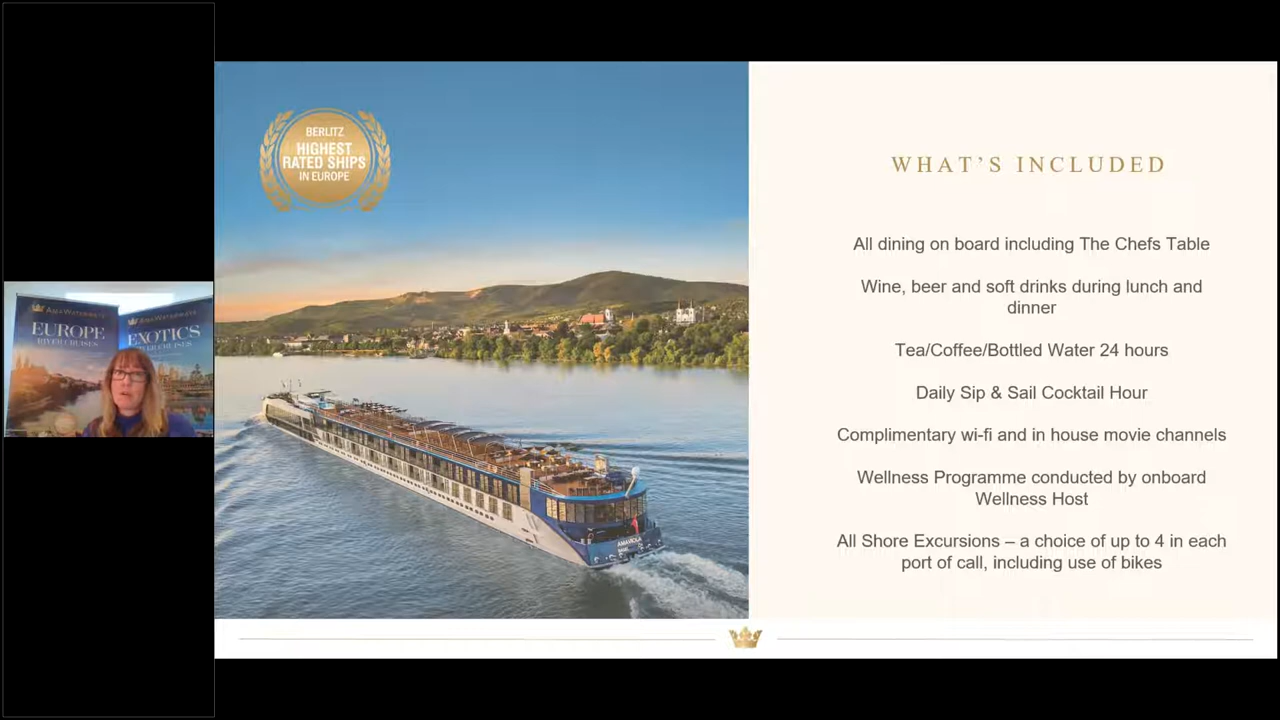 BERLITZ
HIGHEST
RATED SHIPS
IN EUROPE
WHAT'S INCLUDED
All dining on board including The Chefs Table
Wine, beer and soft drinks during lunch and
dinner
Tea/Coffee/Bottled Water 24 hours
Daily Sip & Sail Cocktail Hour
Complimentary wi-fi and in house movie channels
Wellness Programme conducted by onboard
Wellness Host
All Shore Excursions – a choice of up to 4 in each
port of call, including use of bikes
AMAWATERWAYS
EUROPE
RIVER CRUISES
AMAWATERWAYS
EXOTICS
RIVER CRUISES
AMAVIOLA